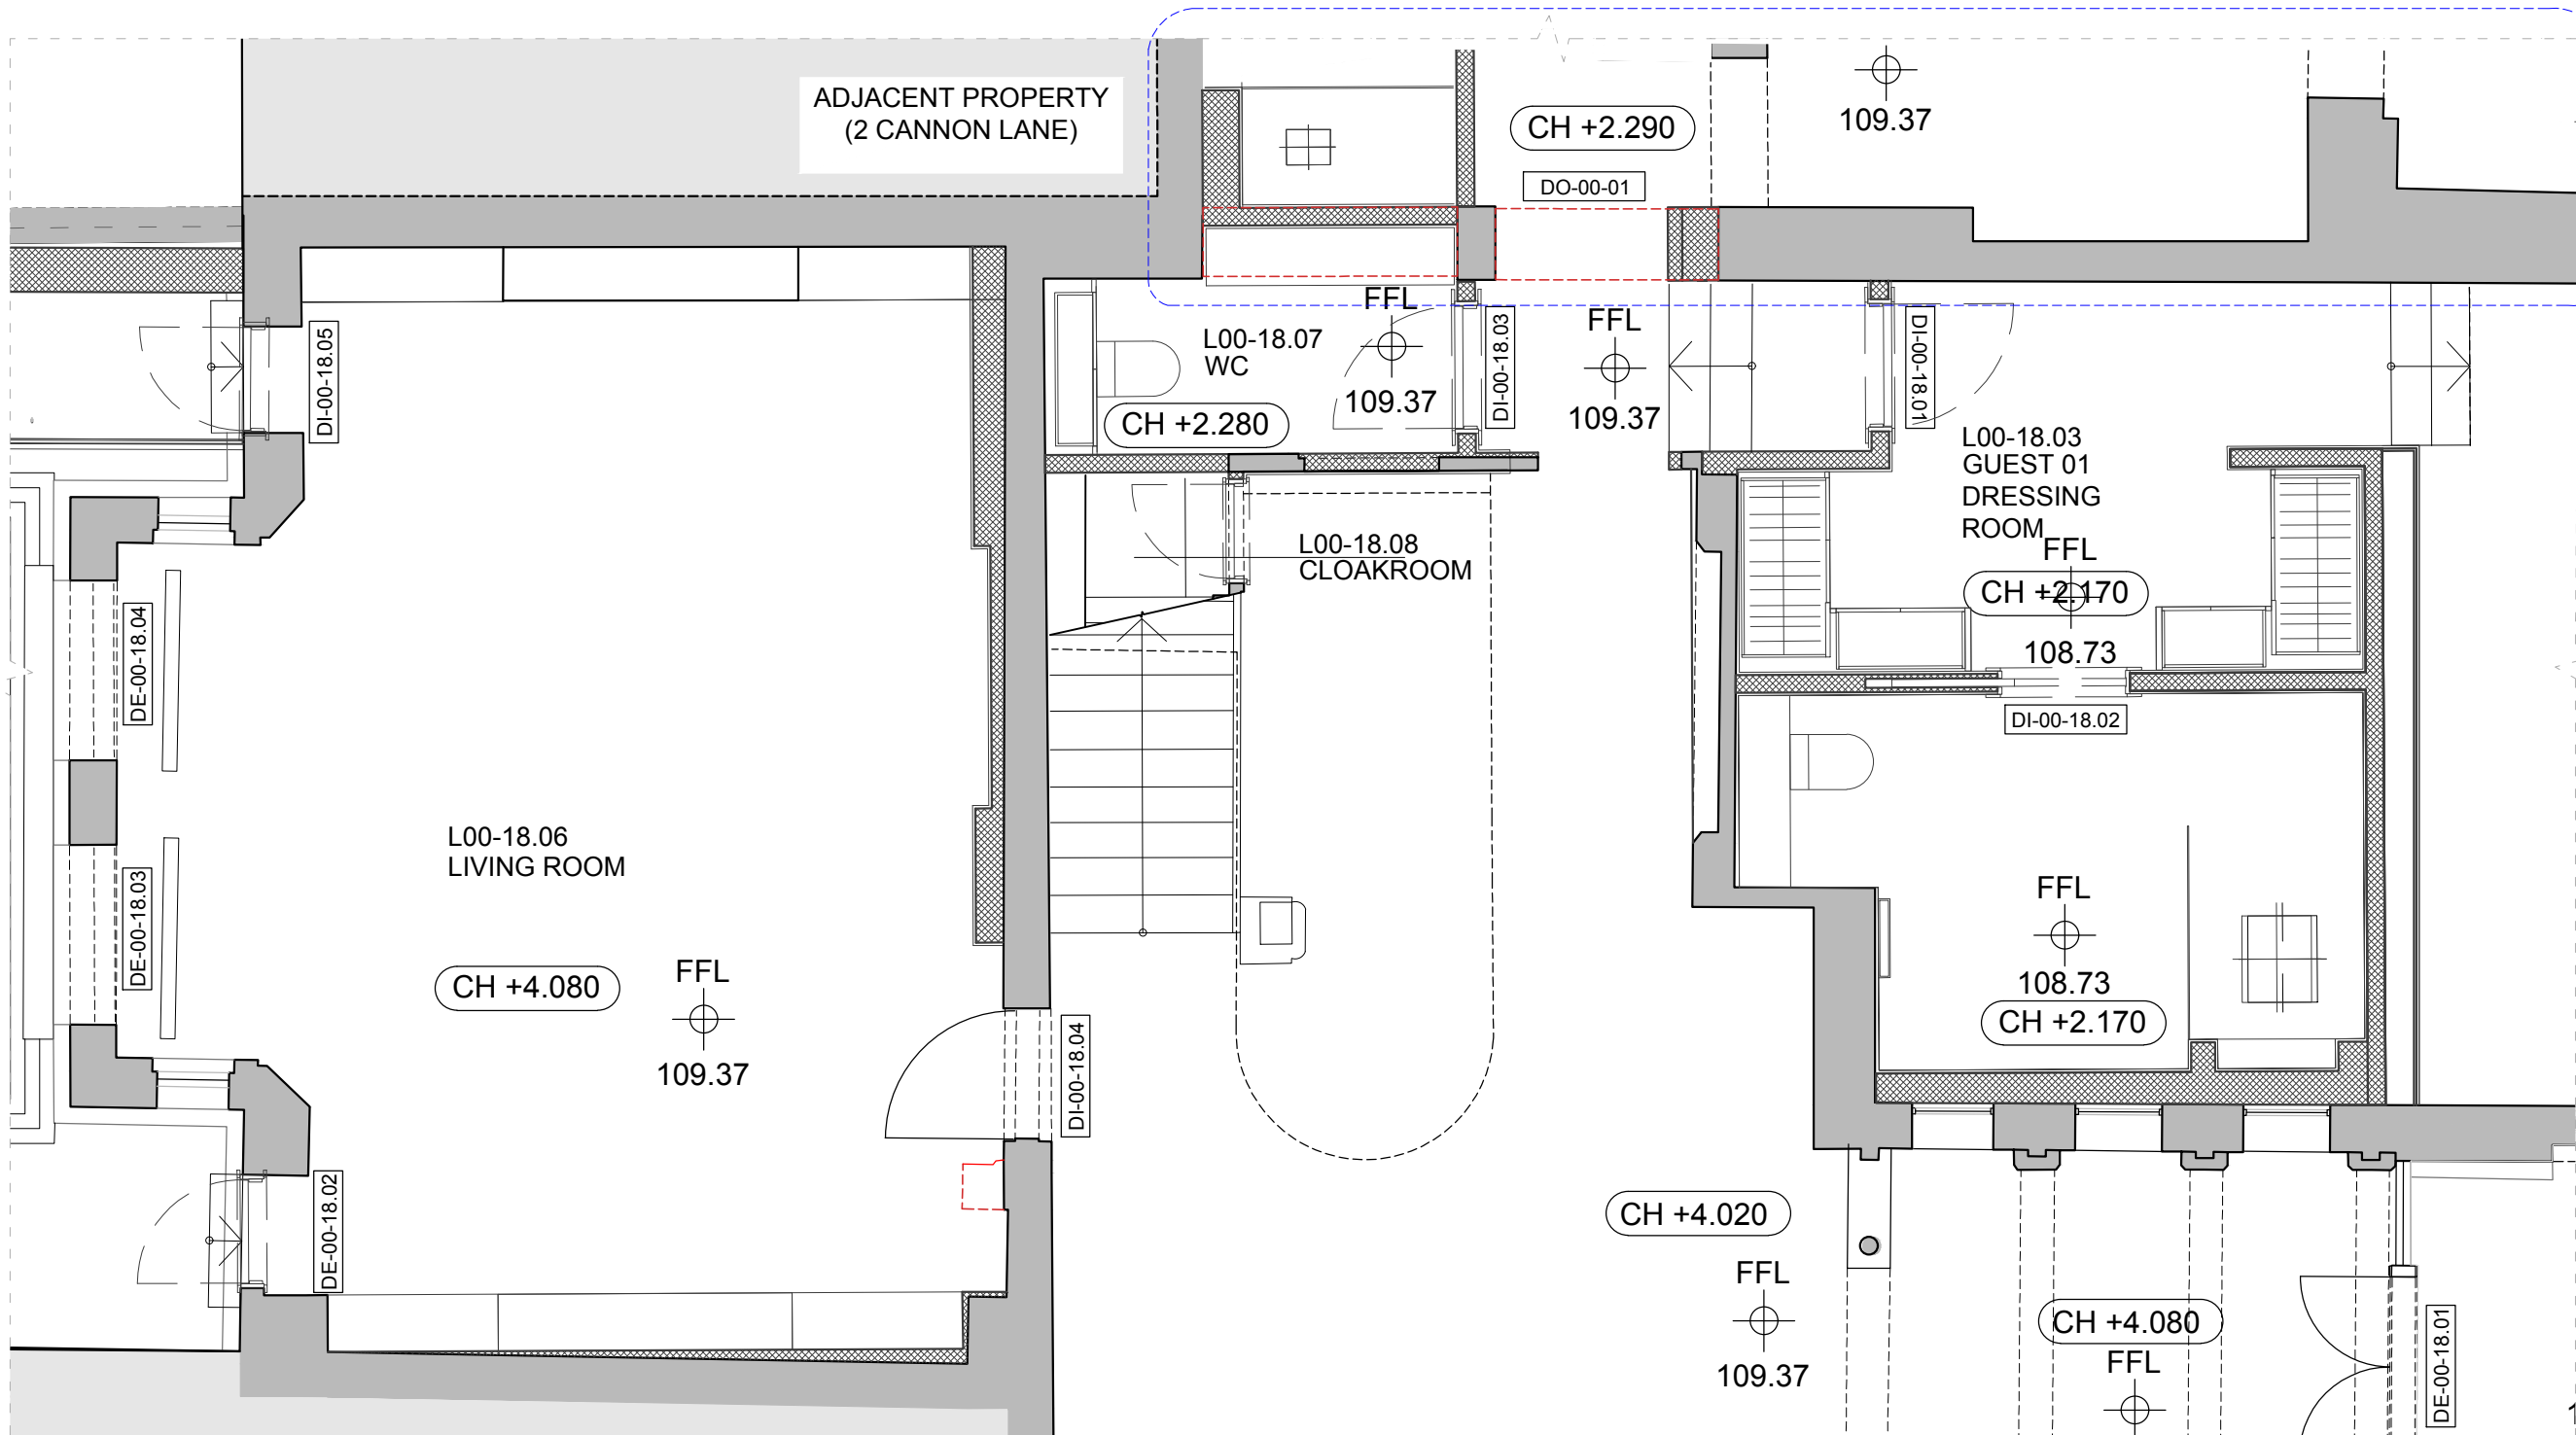 ADJACENT PROPERTY
(2 CANNON LANE)
CH +2.290
109.37
DO-00-01
DI-00-18.05
L00-18.07
WC
FFL
109.37
CH +2.280
DI-00-18.03
FFL
109.37
DI-00-18.01
L00-18.03
GUEST 01
DRESSING
ROOM
FFL
CH +2.170
108.73
L00-18.08
CLOAKROOM
DE-00-18.04
DI-00-18.02
L00-18.06
LIVING ROOM
DE-00-18.03
CH +4.080
FFL
109.37
FFL
108.73
CH +2.170
DI-00-18.04
DE-00-18.02
CH +4.020
FFL
109.37
CH +4.080
FFL
DE-00-18.01